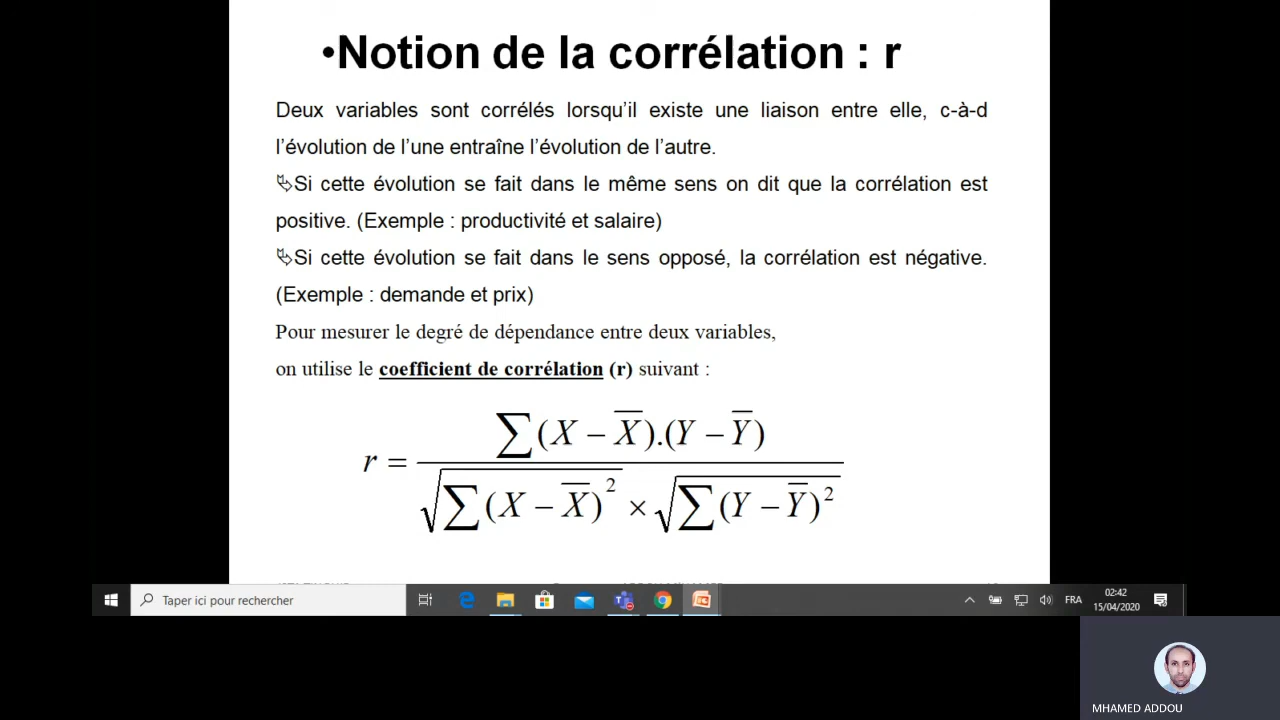 •Notion de la corrélation : r
Deux variables sont corrélés lorsqu'il existe une liaison entre elle, c-à-d
l'évolution de l'une entraîne l'évolution de l'autre.
Si cette évolution se fait dans le même sens on dit que la corrélation est
positive. (Exemple : productivité et salaire)
Si cette évolution se fait dans le sens opposé, la corrélation est négative.
(Exemple : demande et prix)
Pour mesurer le degré de dépendance entre deux variables,
on utilise le coefficient de corrélation (r) suivant :
r = ∑(X − X̅).(Y − Y̅) / √∑(X − X̅)² × √∑(Y − Y̅)²
Taper ici pour rechercher
FRA
02:42
15/04/2020
MHAMED ADDOU